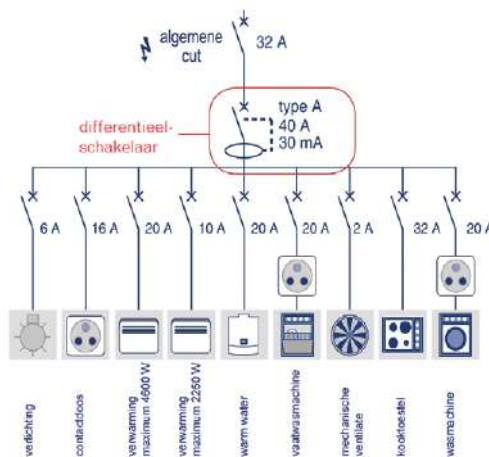 algemene
cut
32 A
differentieel-
schakelaar
type A
40 A
30 mA
6 A
16 A
20 A
10 A
20 A
20 A
2 A
32 A
20 A
verlichting
contactdoos
verwarming
maximum 4600 W
verwarming
maximum 2260 W
warm water
vaatwasmachine
mechanische
ventilatie
kooktoestel
wasmachine